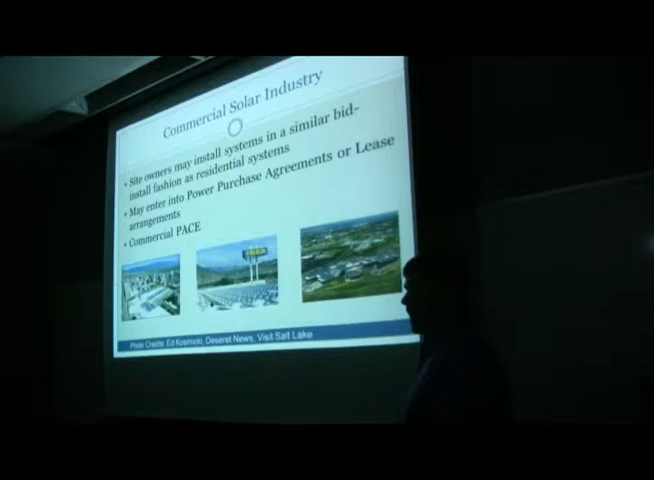 Commercial Solar Industry
• Site owners may install systems in a similar bid-
install fashion as residential systems
• May enter into Power Purchase Agreements or Lease
arrangements
• Commercial PACE
IKEA
Photo Credits: Ed Kosmicki, Deseret News, Visit Salt Lake